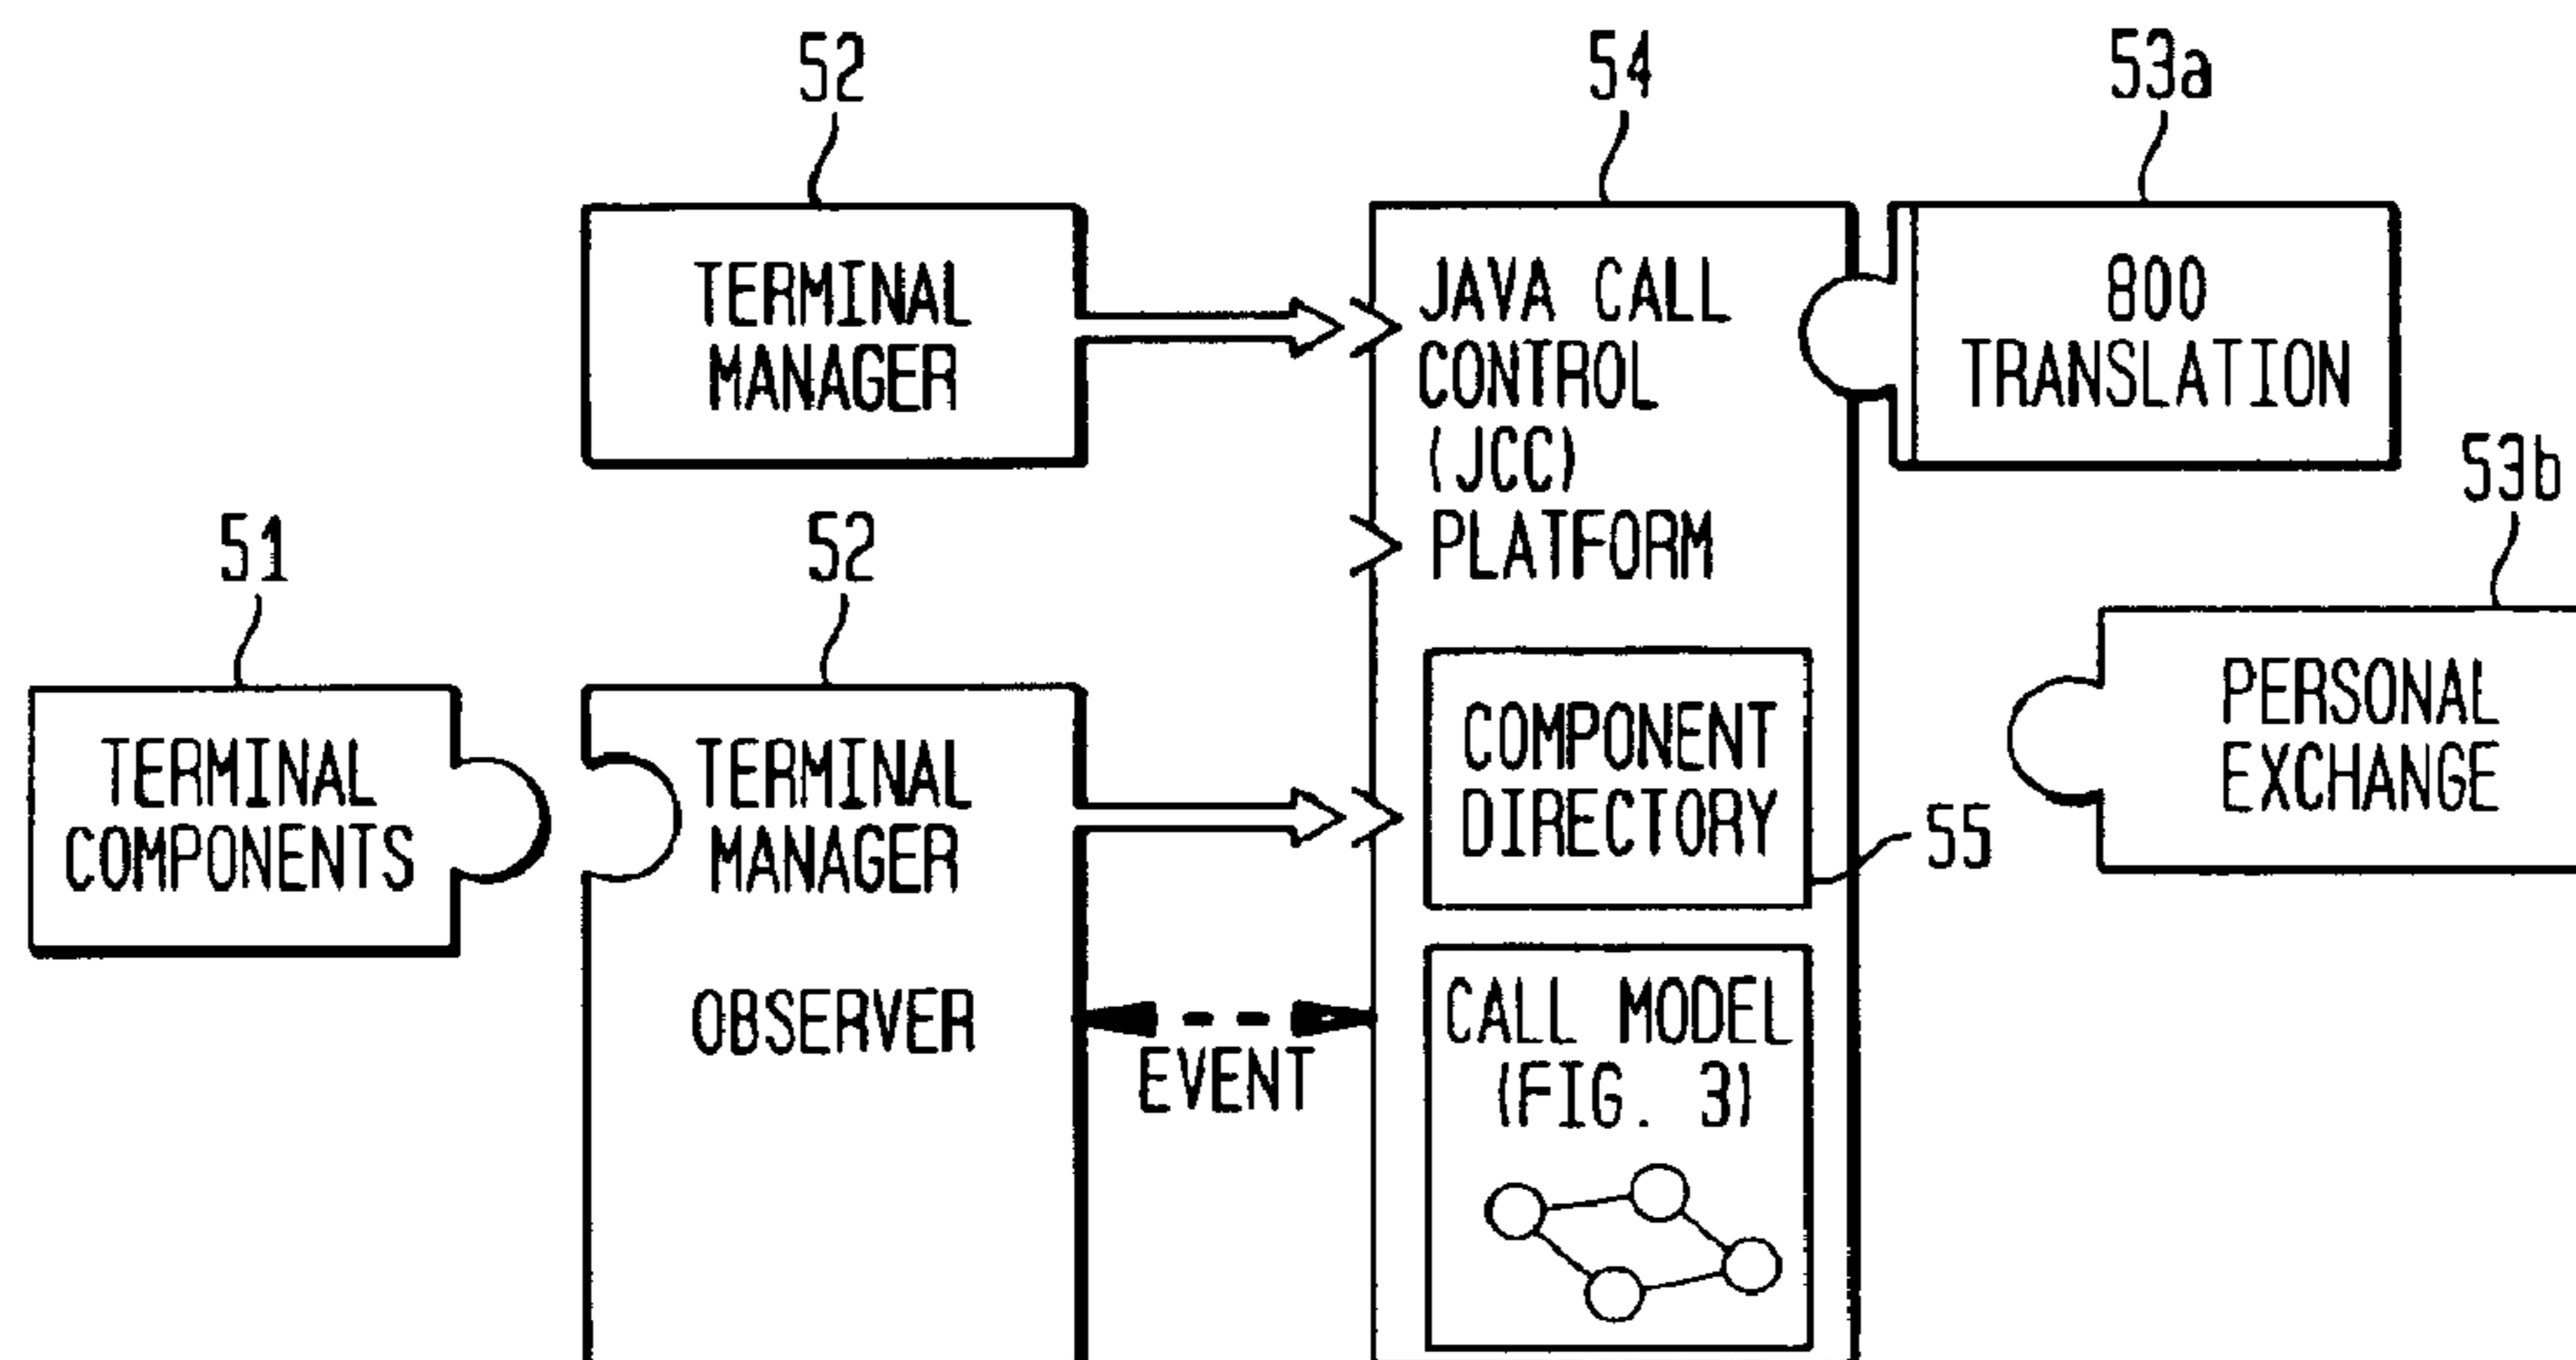 52
54
53a
TERMINAL
MANAGER
JAVA CALL
CONTROL
(JCC)
PLATFORM
800
TRANSLATION
53b
51
52
TERMINAL
COMPONENTS
TERMINAL
MANAGER
COMPONENT
DIRECTORY
55
PERSONAL
EXCHANGE
OBSERVER
EVENT
CALL MODEL
(FIG. 3)